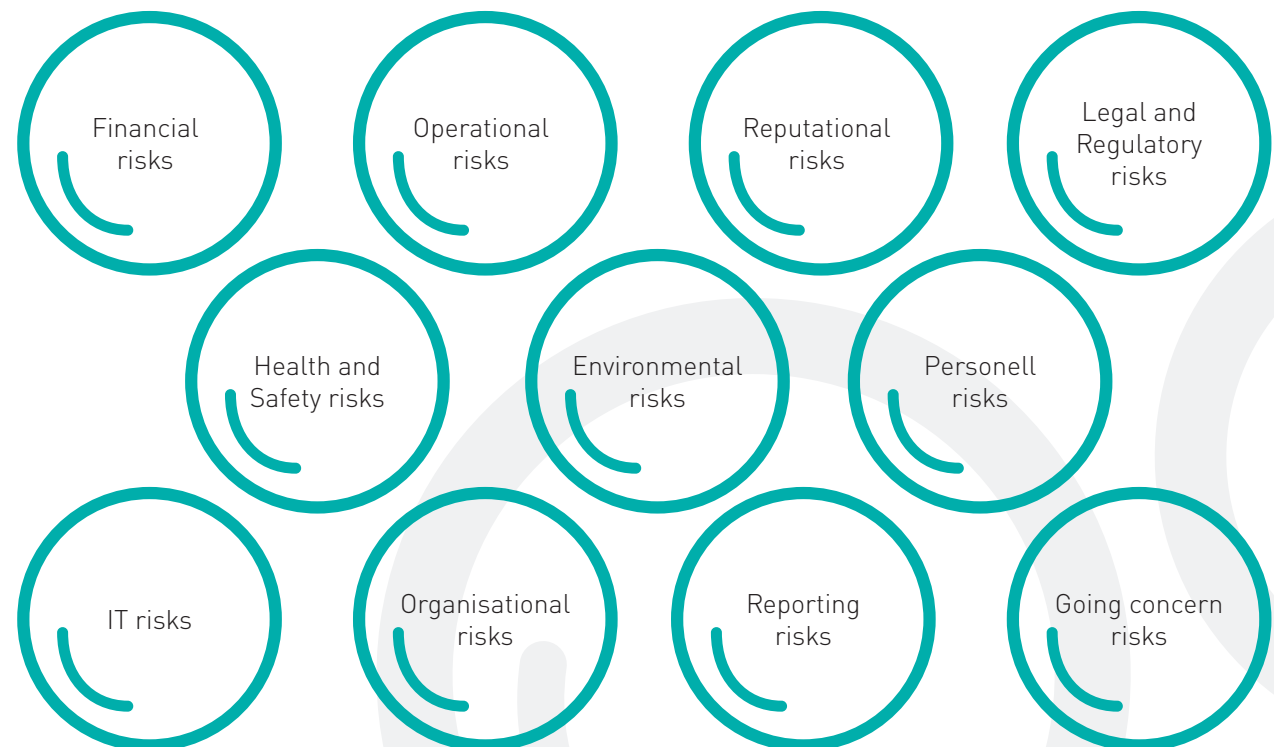 Financial
risks
Operational
risks
Reputational
risks
Legal and
Regulatory
risks
Health and
Safety risks
Environmental
risks
Personell
risks
IT risks
Organisational
risks
Reporting
risks
Going concern
risks